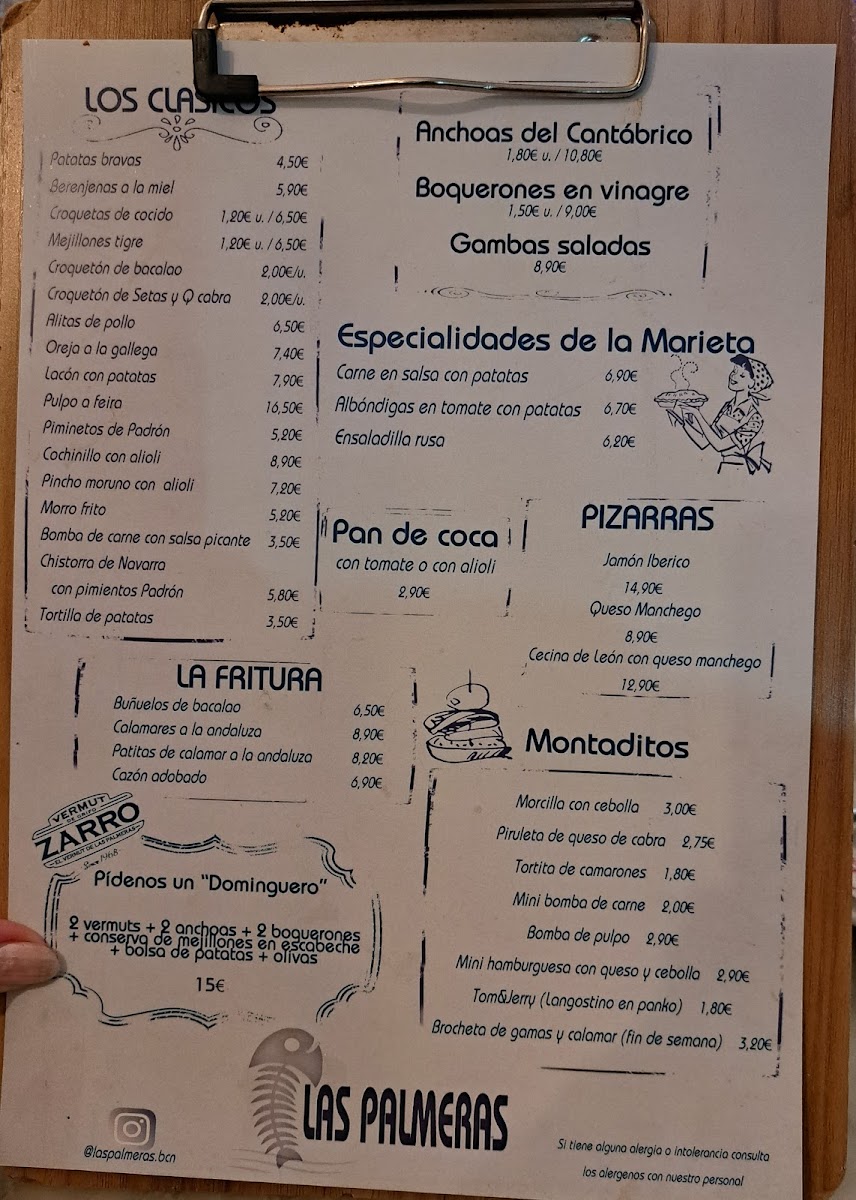 LOS CLASICOS
Patatas bravas 4,50€
Berenjenas a la miel 5,90€
Croquetas de cocido 1,20€ u. / 6,50€
Mejillones tigre 1,20€ u. / 6,50€
Croquetón de bacalao 2,00€/u.
Croquetón de Setas y Q cabra 2,00€/u.
Alitas de pollo 6,50€
Oreja a la gallega 7,40€
Lacón con patatas 7,90€
Pulpo a feira 16,50€
Piminetos de Padrón 5,20€
Cochinillo con alioli 8,90€
Pincho moruno con alioli 7,20€
Morro frito 5,20€
Bomba de carne con salsa picante 3,50€
Chistorra de Navarra
con pimientos Padrón 5,80€
Tortilla de patatas 3,50€
Anchoas del Cantábrico
1,80€ u. / 10,80€
Boquerones en vinagre
1,50€ u. / 9,00€
Gambas saladas
8,90€
Especialidades de la Marieta
Carne en salsa con patatas 6,90€
Albóndigas en tomate con patatas 6,70€
Ensaladilla rusa 6,20€
Pan de coca
con tomate o con alioli
2,90€
PIZARRAS
Jamón Iberico
14,90€
Queso Manchego
8,90€
Cecina de León con queso manchego
12,90€
LA FRITURA
Buñuelos de bacalao 6,50€
Calamares a la andaluza 8,90€
Patitas de calamar a la andaluza 8,20€
Cazón adobado 6,90€
Montaditos
Morcilla con cebolla 3,00€
Piruleta de queso de cabra 2,75€
Tortita de camarones 1,80€
Mini bomba de carne 2,00€
Bomba de pulpo 2,90€
Mini hamburguesa con queso y cebolla 2,90€
Tom&Jerry (langostino en panko) 1,80€
Brocheta de gamas y calamar (fin de semana) 3,20€
VERMUT
DE GRIFO
ZARRO
EL VERMUT DE LAS PALMERAS
Since 1968
Pídenos un "Dominguero"
2 vermuts + 2 anchoas + 2 boquerones
+ conserva de mejillones en escabeche
+ bolsa de patatas + olivas
15€
LAS PALMERAS
@laspalmeras.bcn
Si tiene alguna alergia o intolerancia consulta
los alergenos con nuestro personal